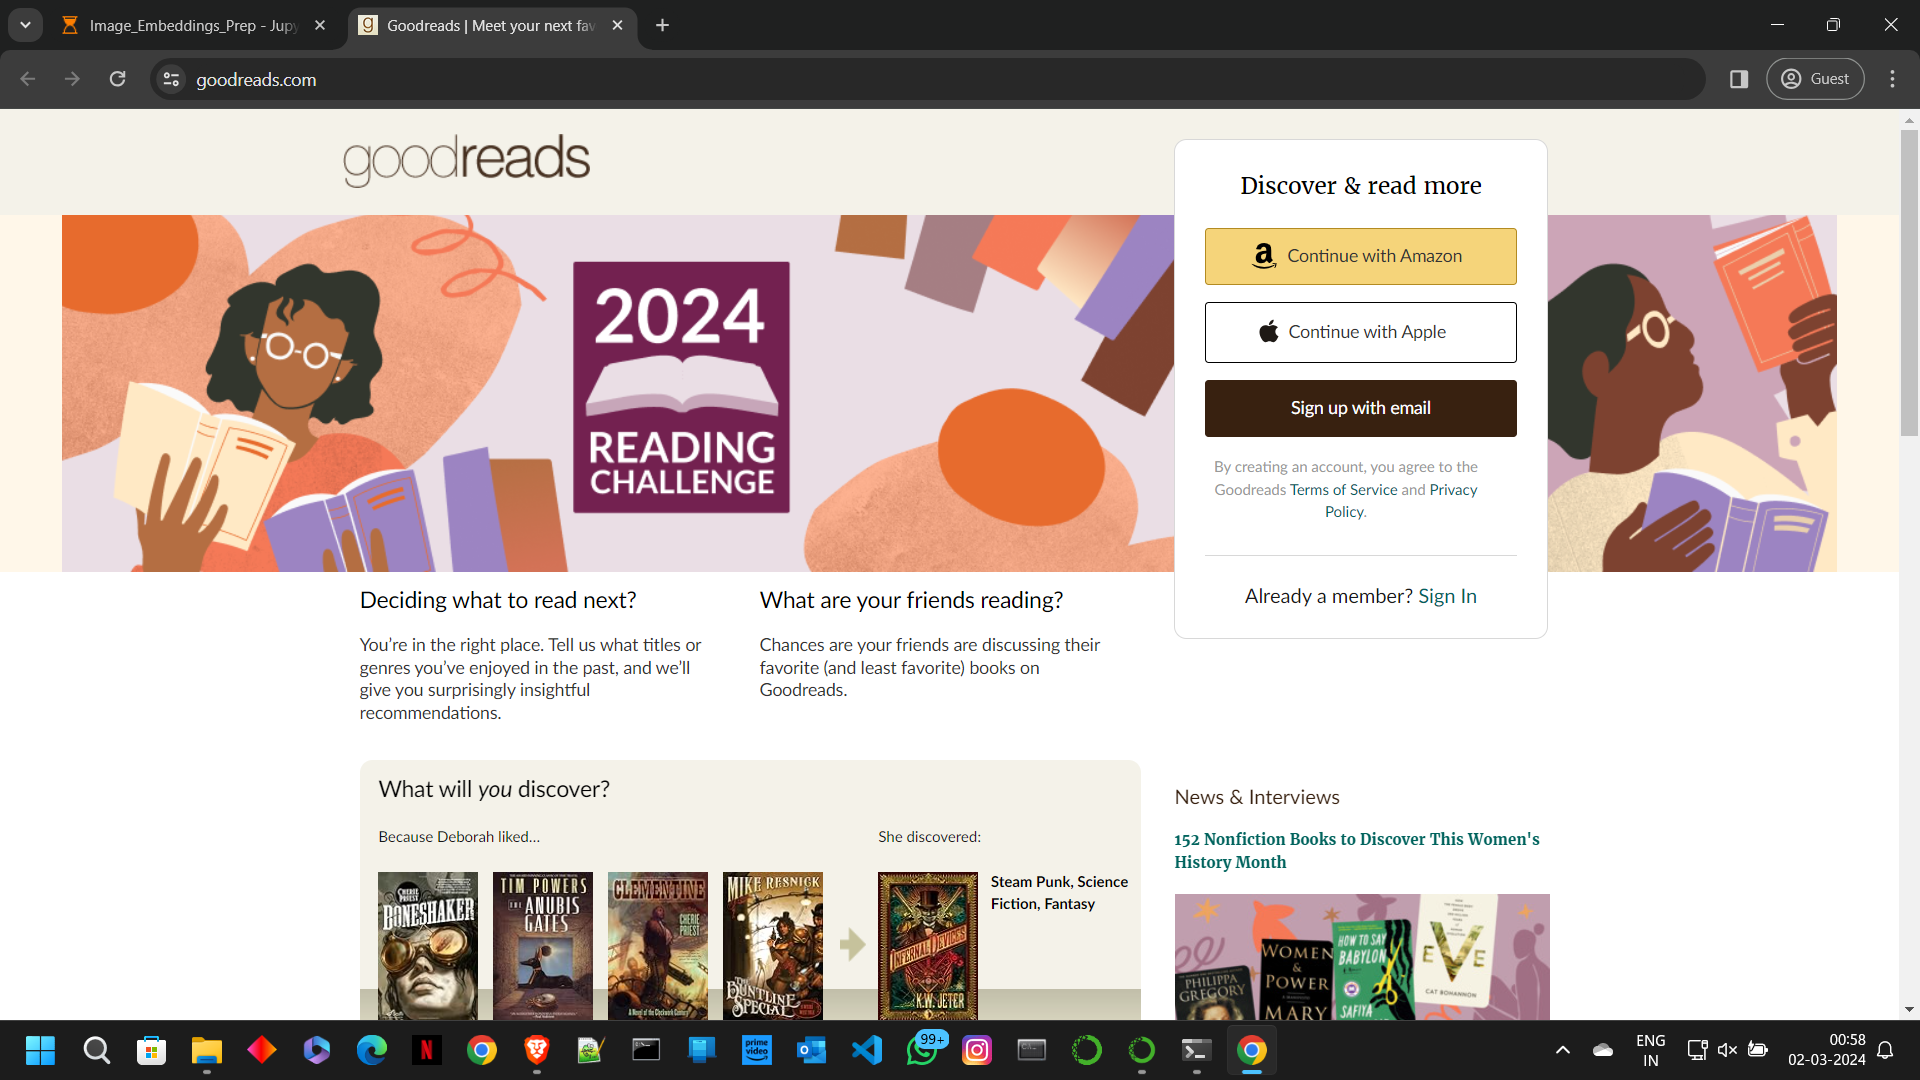 Image_Embeddings_Prep - Jupy
Goodreads | Meet your next fav
goodreads.com
Guest
goodreads
Discover & read more
Continue with Amazon
Continue with Apple
Sign up with email
By creating an account, you agree to the
Goodreads Terms of Service and Privacy
Policy.
Already a member? Sign In
2024
READING
CHALLENGE
Deciding what to read next?
You’re in the right place. Tell us what titles or
genres you’ve enjoyed in the past, and we’ll
give you surprisingly insightful
recommendations.
What are your friends reading?
Chances are your friends are discussing their
favorite (and least favorite) books on
Goodreads.
What will you discover?
Because Deborah liked…
She discovered:
CHERIE
PRIEST
BONESHAKER
TIM POWERS
THE ANUBIS
GATES
CLEMENTINE
CHERIE
PRIEST
A Novel of the Clockwork Century
MIKE RESNICK
THE
BUNTLINE
SPECIAL
INFERNAL DEVICES
K.W. JETER
Steam Punk, Science
Fiction, Fantasy
News & Interviews
152 Nonfiction Books to Discover This Women's
History Month
PHILIPPA
GREGORY
WOMEN
&
POWER
MARY
HOW TO SAY
BABYLON
SAFIYA
EVE
CAT BOHANNON
prime
video
99+
ENG
IN
00:58
02-03-2024